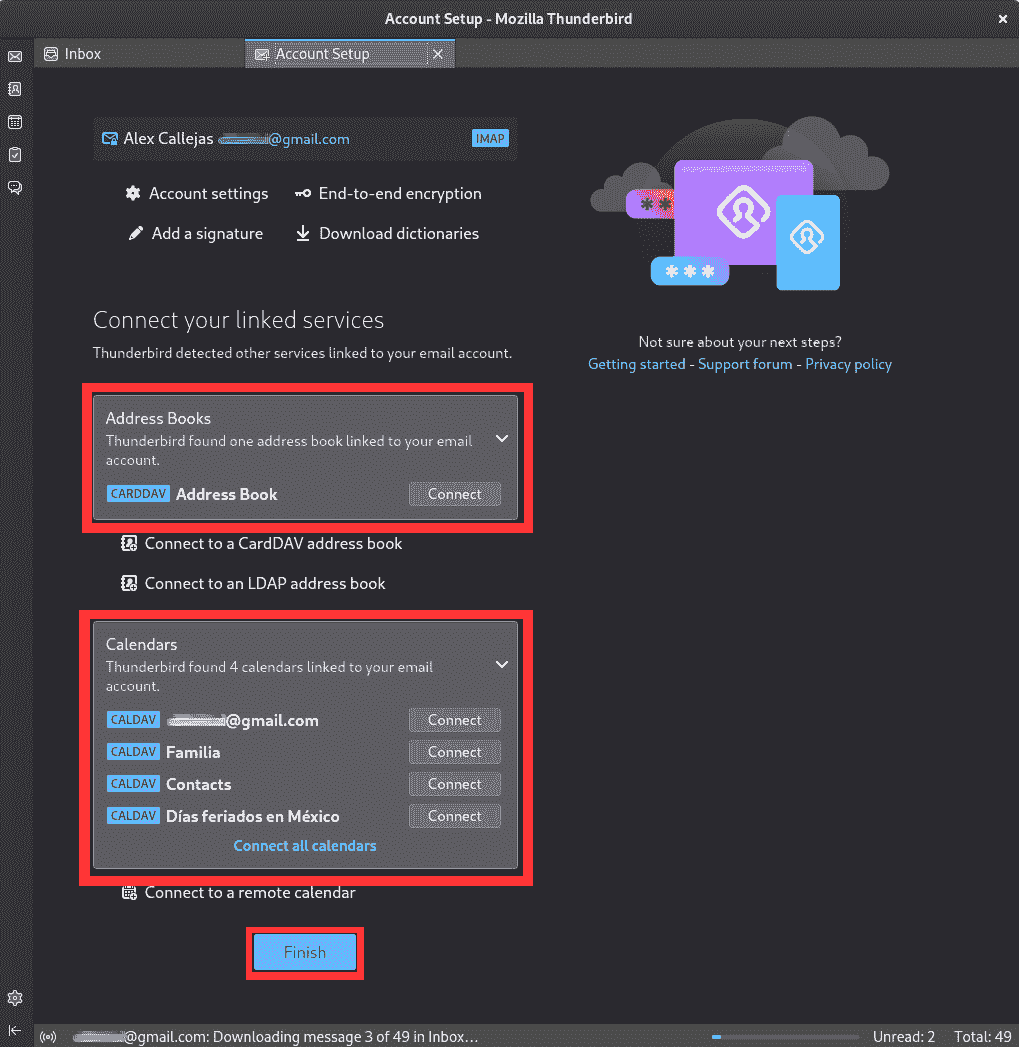 Account Setup - Mozilla Thunderbird
Inbox
Account Setup
Alex Callejas @gmail.com IMAP
Account settings
End-to-end encryption
Add a signature
Download dictionaries
Connect your linked services
Thunderbird detected other services linked to your email account.
Not sure about your next steps?
Getting started - Support forum - Privacy policy
Address Books
Thunderbird found one address book linked to your email
account.
CARDDAV Address Book Connect
Connect to a CardDAV address book
Connect to an LDAP address book
Calendars
Thunderbird found 4 calendars linked to your email
account.
CALDAV @gmail.com Connect
CALDAV Familia Connect
CALDAV Contacts Connect
CALDAV Días feriados en México Connect
Connect all calendars
Connect to a remote calendar
Finish
@gmail.com: Downloading message 3 of 49 in Inbox… Unread: 2 Total: 49